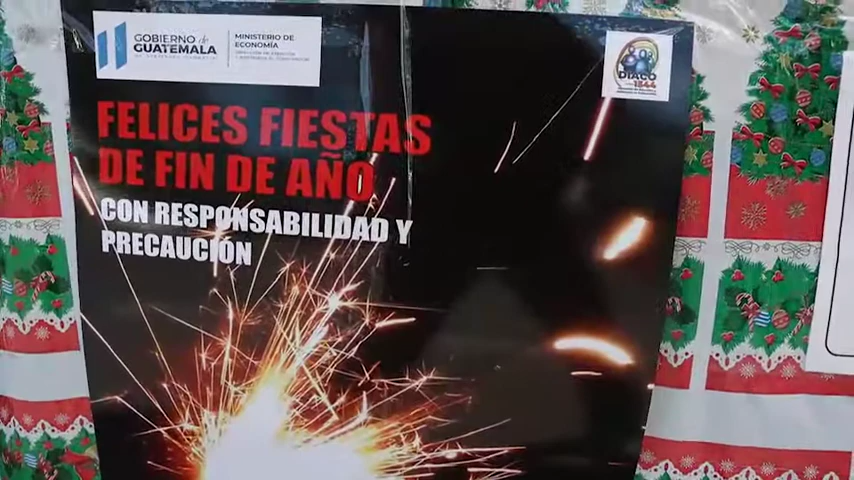 GOBIERNO de
GUATEMALA
MINISTERIO DE
ECONOMÍA
DIACO
1544
FELICES FIESTAS
DE FIN DE AÑO
CON RESPONSABILIDAD Y
PRECAUCIÓN